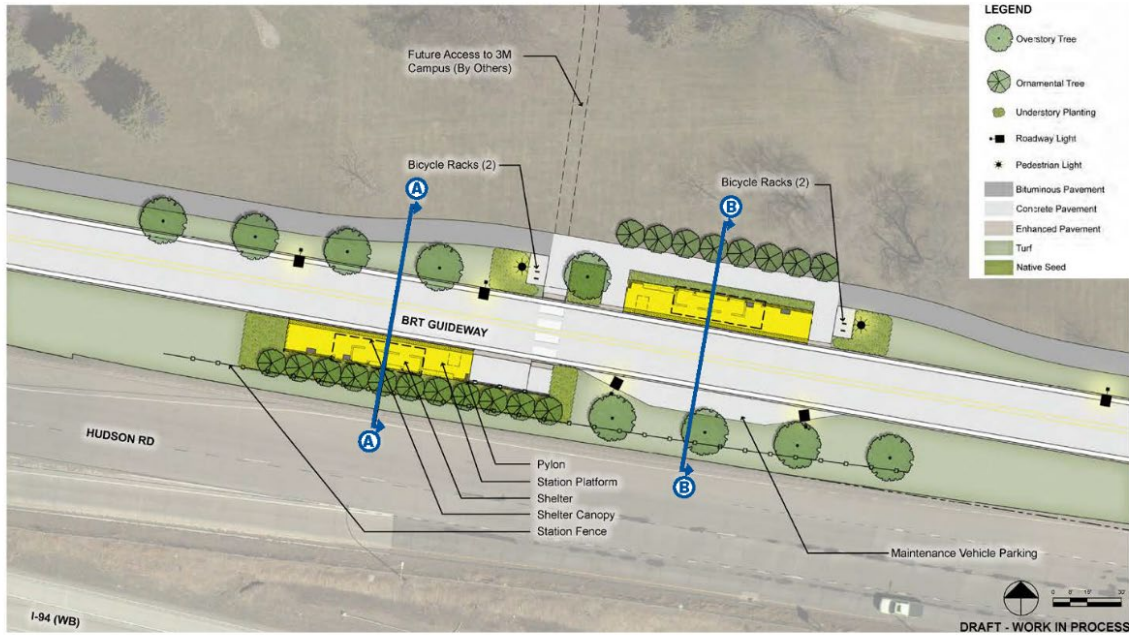 LEGEND
Overstory Tree
Ornamental Tree
Understory Planting
Roadway Light
Pedestrian Light
Bituminous Pavement
Concrete Pavement
Enhanced Pavement
Turf
Native Seed
Future Access to 3M
Campus (By Others)
Bicycle Racks (2)
Bicycle Racks (2)
A
B
BRT GUIDEWAY
A
B
HUDSON RD
Pylon
Station Platform
Shelter
Shelter Canopy
Station Fence
Maintenance Vehicle Parking
I-94 (WB)
DRAFT - WORK IN PROCESS